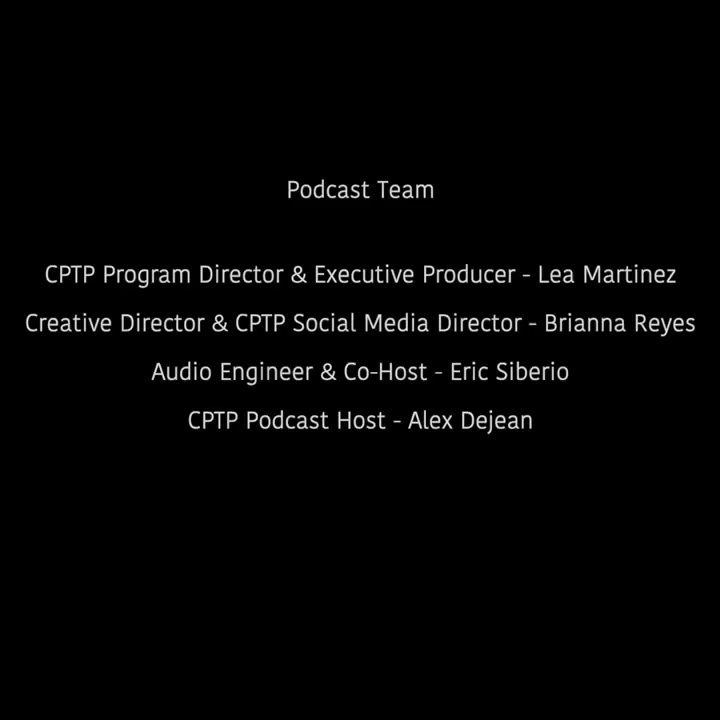 Podcast Team
CPTP Program Director & Executive Producer - Lea Martinez
Creative Director & CPTP Social Media Director - Brianna Reyes
Audio Engineer & Co-Host - Eric Siberio
CPTP Podcast Host - Alex Dejean